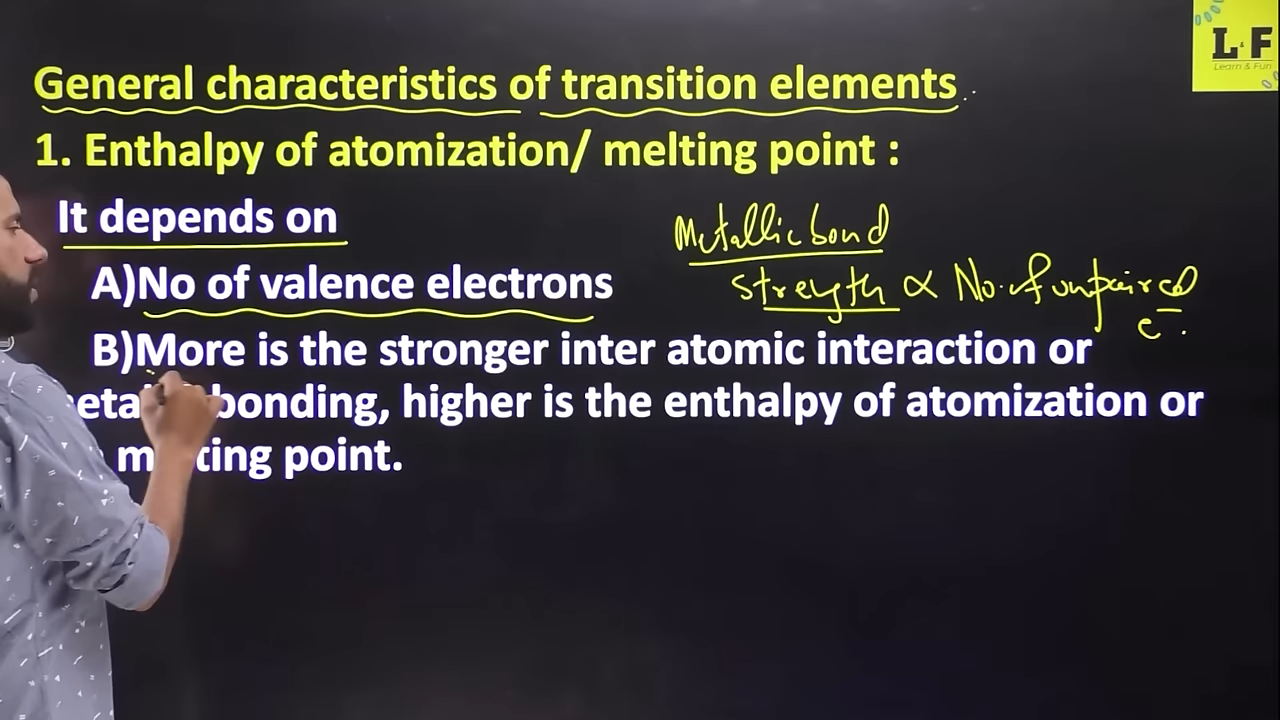 L&F
Learn & Fun
General characteristics of transition elements
1. Enthalpy of atomization/ melting point :
It depends on
Metallic bond
A)No of valence electrons
strength ∝ No. of unpaired
e⁻.
B)More is the stronger inter atomic interaction or
bonding, higher is the enthalpy of atomization or
ting point.